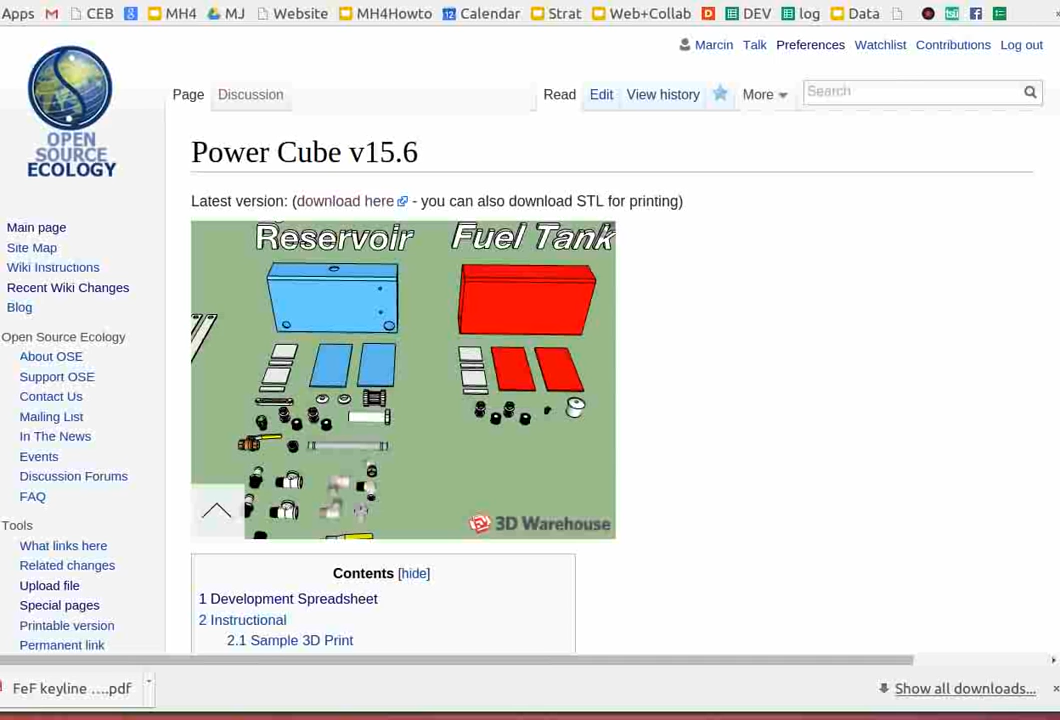 Apps CEB MH4 MJ Website MH4Howto Calendar Strat Web+Collab DEV log Data
Marcin Talk Preferences Watchlist Contributions Log out
Page Discussion Read Edit View history More Search
OPEN
SOURCE
ECOLOGY
Power Cube v15.6
Latest version: (download here - you can also download STL for printing)
Reservoir Fuel Tank
3D Warehouse
Main page
Site Map
Wiki Instructions
Recent Wiki Changes
Blog
Open Source Ecology
About OSE
Support OSE
Contact Us
Mailing List
In The News
Events
Discussion Forums
FAQ
Tools
What links here
Related changes
Upload file
Special pages
Printable version
Permanent link
Contents [hide]
1 Development Spreadsheet
2 Instructional
2.1 Sample 3D Print
FeF keyline ....pdf
Show all downloads...